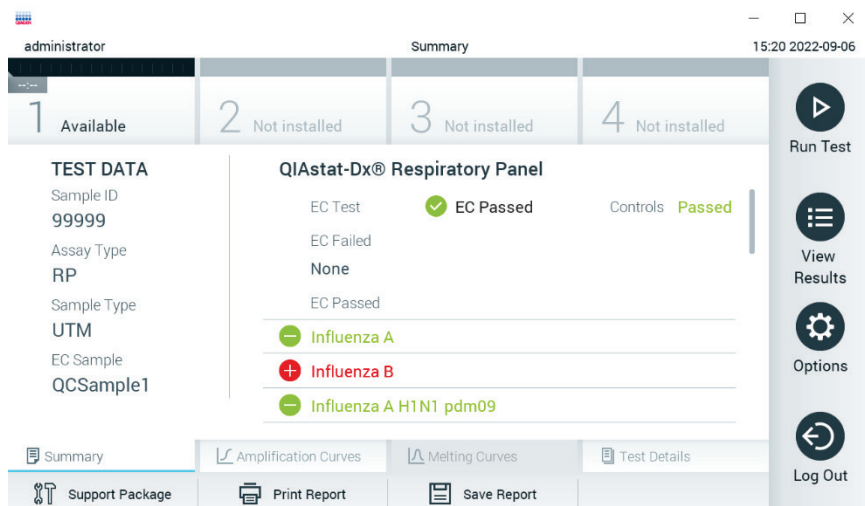 QIAGEN
administrator Summary 15:20 2022-09-06
--:--
1 Available 2 Not installed 3 Not installed 4 Not installed
Run Test
TEST DATA
Sample ID
99999
Assay Type
RP
Sample Type
UTM
EC Sample
QCSample1
QIAstat-Dx® Respiratory Panel
EC Test EC Passed Controls Passed
EC Failed
None
EC Passed
Influenza A
Influenza B
Influenza A H1N1 pdm09
View
Results
Options
Log Out
Summary Amplification Curves Melting Curves Test Details
Support Package Print Report Save Report